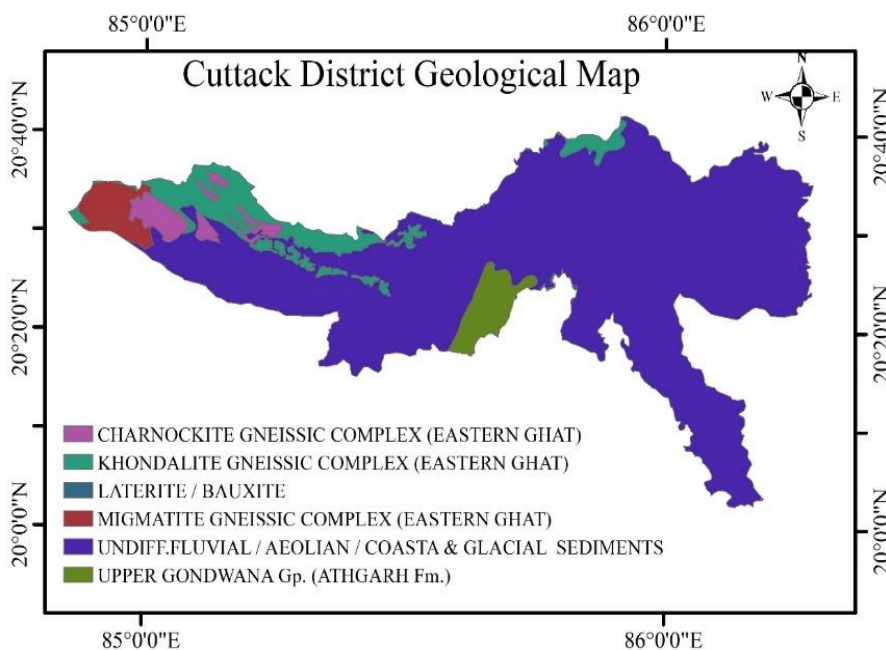 85°0'0"E 86°0'0"E
Cuttack District Geological Map
N
W E
S
20°40'0"N
20°20'0"N
20°0'0"N
20°0'0"N
20°20'0"N
CHARNOCKITE GNEISSIC COMPLEX (EASTERN GHAT)
KHONDALITE GNEISSIC COMPLEX (EASTERN GHAT)
LATERITE / BAUXITE
MIGMATITE GNEISSIC COMPLEX (EASTERN GHAT)
UNDIFF.FLUVIAL / AEOLIAN / COASTA & GLACIAL SEDIMENTS
UPPER GONDWANA Gp. (ATHGARH Fm.)
85°0'0"E 86°0'0"E